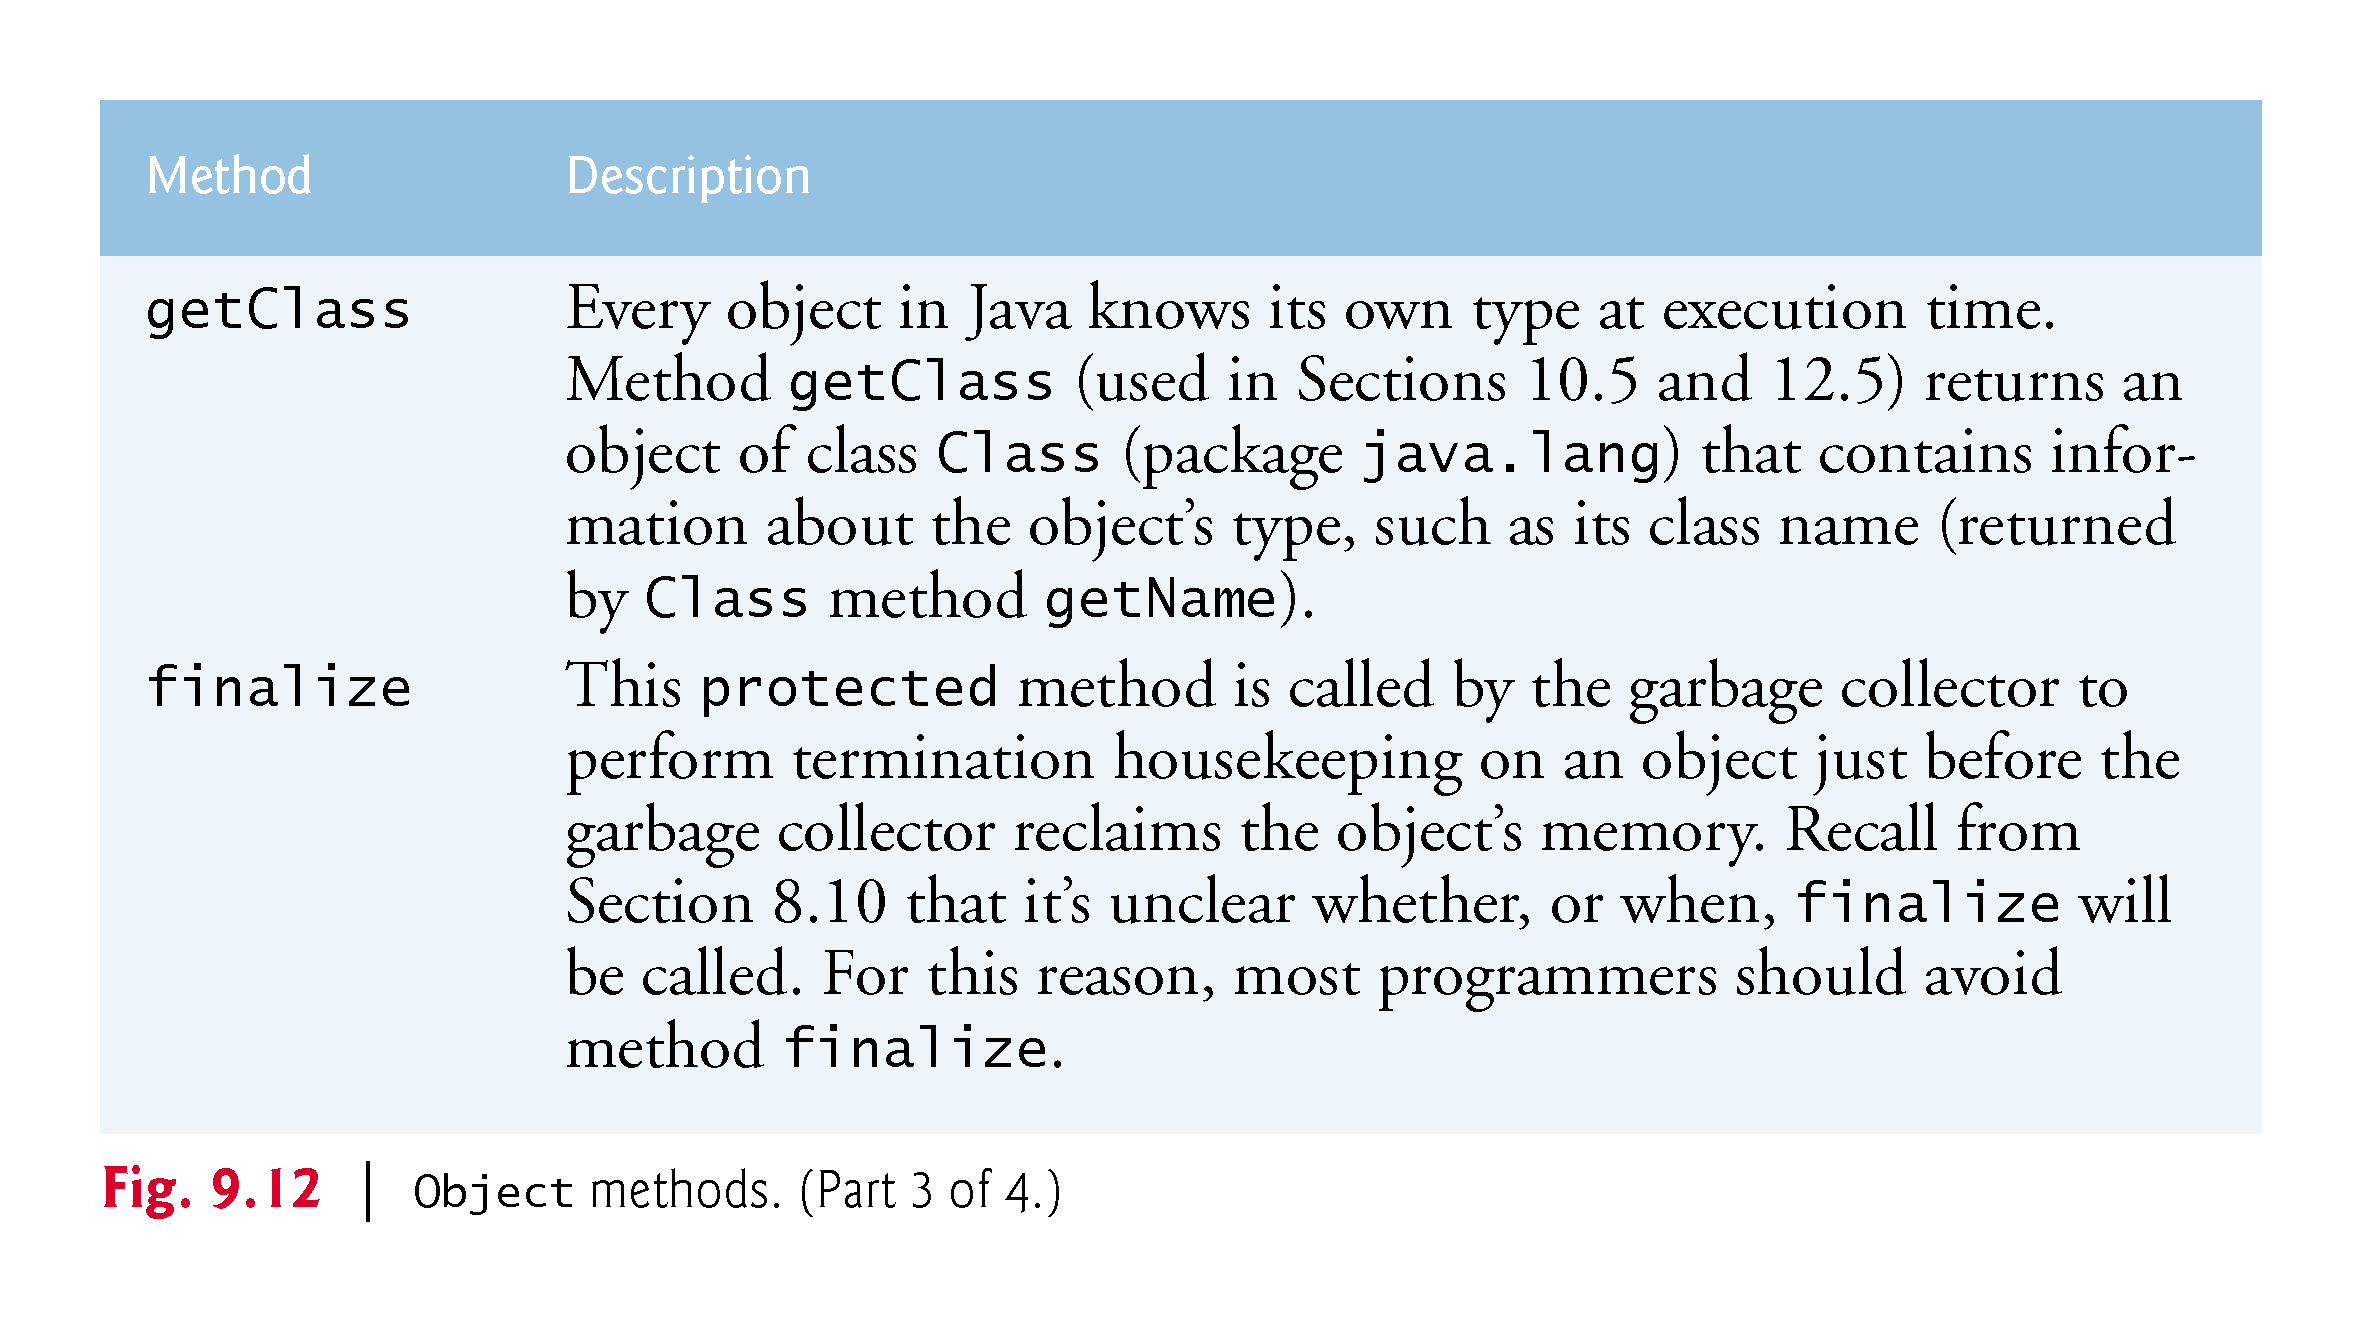 Method Description
getClass Every object in Java knows its own type at execution time.
Method getClass (used in Sections 10.5 and 12.5) returns an
object of class Class (package java.lang) that contains infor-
mation about the object’s type, such as its class name (returned
by Class method getName).
finalize This protected method is called by the garbage collector to
perform termination housekeeping on an object just before the
garbage collector reclaims the object’s memory. Recall from
Section 8.10 that it’s unclear whether, or when, finalize will
be called. For this reason, most programmers should avoid
method finalize.
Fig. 9.12 | Object methods. (Part 3 of 4.)